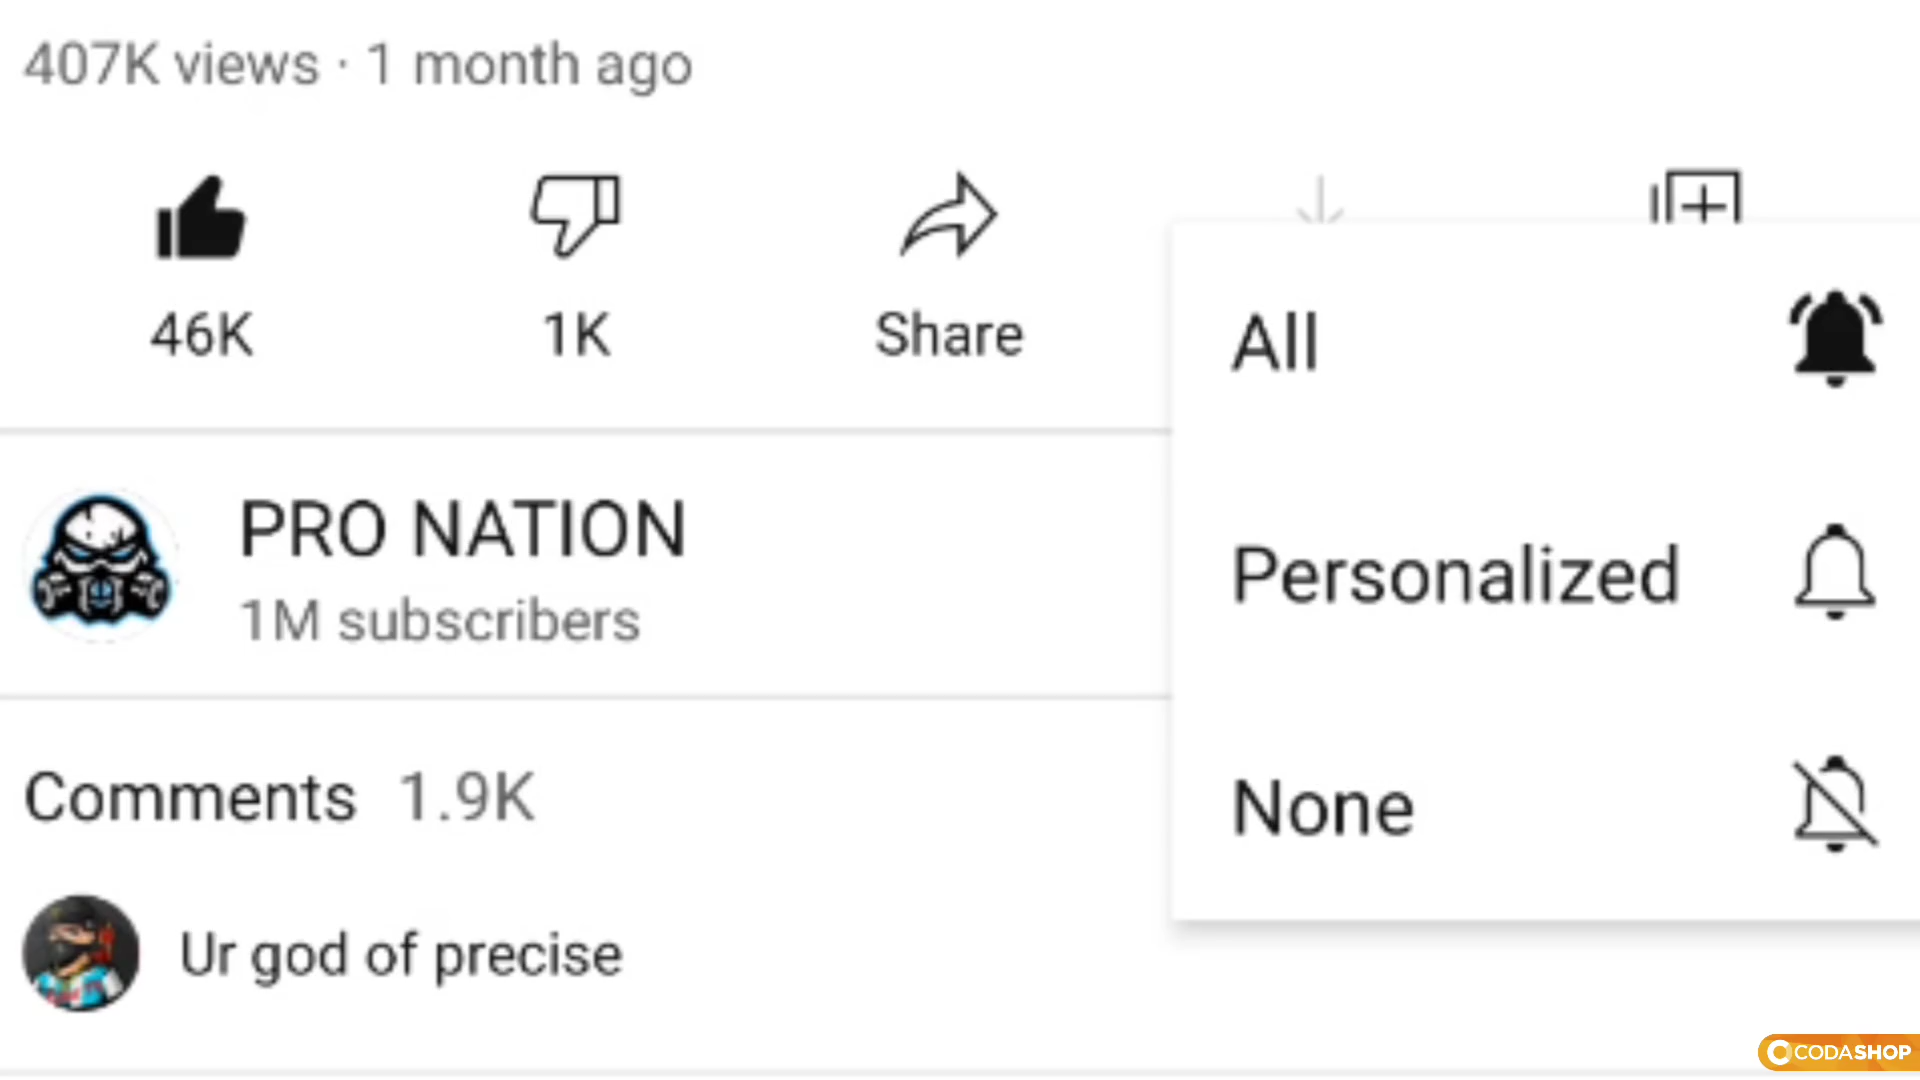 407K views · 1 month ago
46K
1K
Share
All
PRO NATION
1M subscribers
Personalized
Comments 1.9K
None
Ur god of precise
CODASHOP